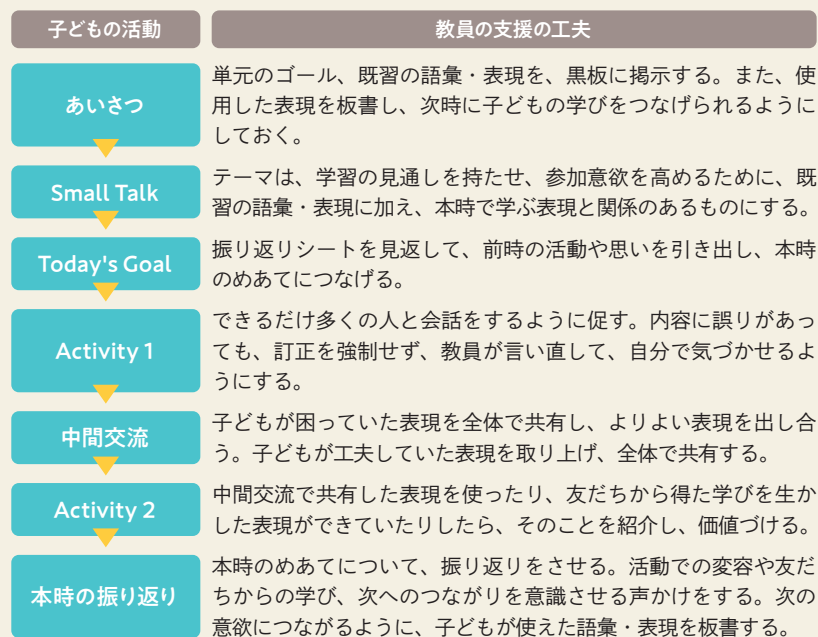 子どもの活動
教員の支援の工夫
あいさつ
単元のゴール、既習の語彙・表現を、黒板に掲示する。また、使
用した表現を板書し、次時に子どもの学びをつなげられるように
しておく。
Small Talk
テーマは、学習の見通しを持たせ、参加意欲を高めるために、既
習の語彙・表現に加え、本時で学ぶ表現と関係のあるものにする。
Today's Goal
振り返りシートを見返して、前時の活動や思いを引き出し、本時
のめあてにつなげる。
Activity 1
できるだけ多くの人と会話をするように促す。内容に誤りがあっ
ても、訂正を強制せず、教員が言い直して、自分で気づかせるよ
うにする。
中間交流
子どもが困っていた表現を全体で共有し、よりよい表現を出し合
う。子どもが工夫していた表現を取り上げ、全体で共有する。
Activity 2
中間交流で共有した表現を使ったり、友だちから得た学びを生か
した表現ができていたりしたら、そのことを紹介し、価値づける。
本時の振り返り
本時のめあてについて、振り返りをさせる。活動での変容や友だ
ちからの学び、次へのつながりを意識させる声かけをする。次の
意欲につながるように、子どもが使えた語彙・表現を板書する。